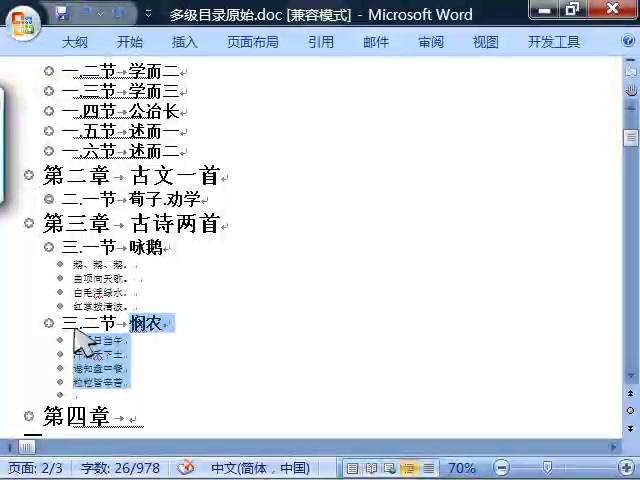 多级目录原始.doc [兼容模式] - Microsoft Word
大纲 开始 插入 页面布局 引用 邮件 审阅 视图 开发工具
一.二节→学而二
一.三节→学而三
一.四节→公冶长
一.五节→述而一
一.六节→述而二
第二章→古文一首
二.一节→荀子.劝学
第三章→古诗两首
三.一节→咏鹅
鹅、鹅、鹅。
曲项向天歌。
白毛浮绿水。
红掌拨清波。
三.二节→悯农
日当午
禾下土
谁知盘中餐
粒粒皆辛苦
第四章→
页面: 2/3 字数: 26/978 中文(简体，中国) 70%